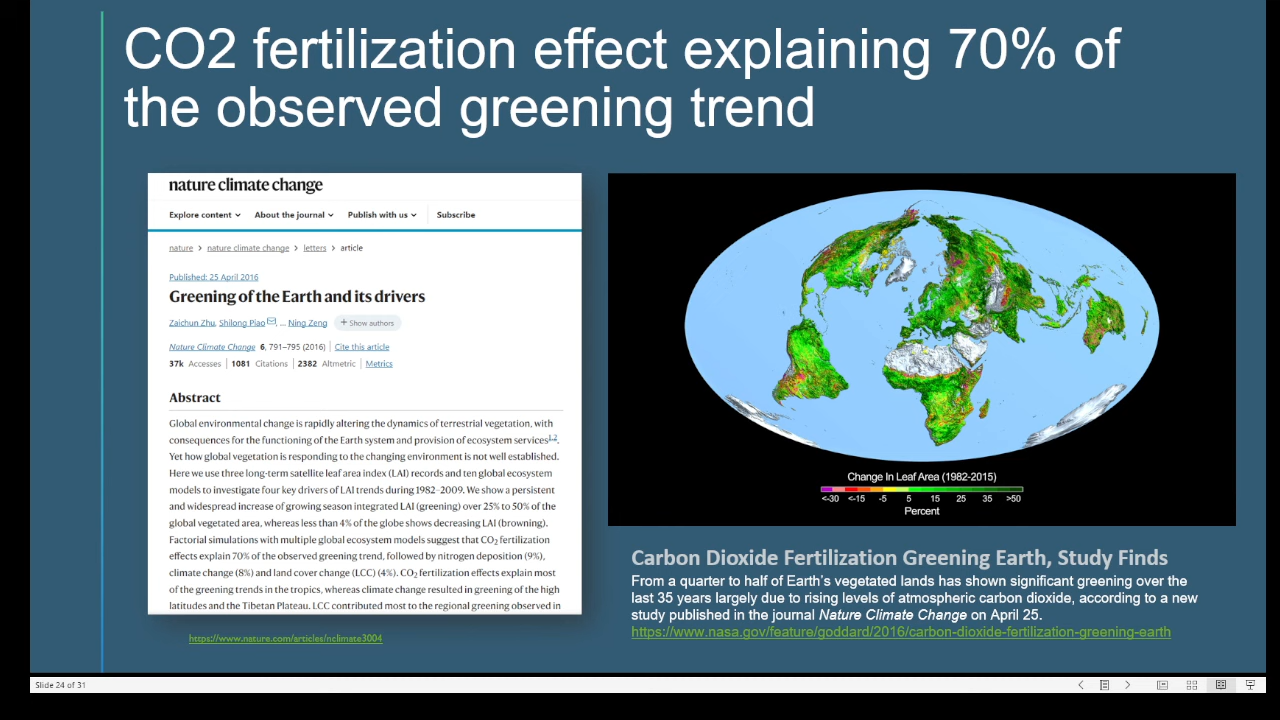 CO2 fertilization effect explaining 70% of
the observed greening trend
nature climate change
Explore content
About the journal
Publish with us
Subscribe
nature > nature climate change > letters > article
Published: 25 April 2016
Greening of the Earth and its drivers
Zaichun Zhu, Shilong Piao, ... Ning Zeng + Show authors
Nature Climate Change 6, 791–795 (2016) | Cite this article
37k Accesses | 1081 Citations | 2382 Altmetric | Metrics
Abstract
Global environmental change is rapidly altering the dynamics of terrestrial vegetation, with
consequences for the functioning of the Earth system and provision of ecosystem services1,2.
Yet how global vegetation is responding to the changing environment is not well established.
Here we use three long-term satellite leaf area index (LAI) records and ten global ecosystem
models to investigate four key drivers of LAI trends during 1982–2009. We show a persistent
and widespread increase of growing season integrated LAI (greening) over 25% to 50% of the
global vegetated area, whereas less than 4% of the globe shows decreasing LAI (browning).
Factorial simulations with multiple global ecosystem models suggest that CO2 fertilization
effects explain 70% of the observed greening trend, followed by nitrogen deposition (9%),
climate change (8%) and land cover change (LCC) (4%). CO2 fertilization effects explain most
of the greening trends in the tropics, whereas climate change resulted in greening of the high
latitudes and the Tibetan Plateau. LCC contributed most to the regional greening observed in
https://www.nature.com/articles/nclimate3004
Change In Leaf Area (1982-2015)
<-30 <-15 -5 5 15 25 35 >50
Percent
Carbon Dioxide Fertilization Greening Earth, Study Finds
From a quarter to half of Earth's vegetated lands has shown significant greening over the
last 35 years largely due to rising levels of atmospheric carbon dioxide, according to a new
study published in the journal Nature Climate Change on April 25.
https://www.nasa.gov/feature/goddard/2016/carbon-dioxide-fertilization-greening-earth
Slide 24 of 31